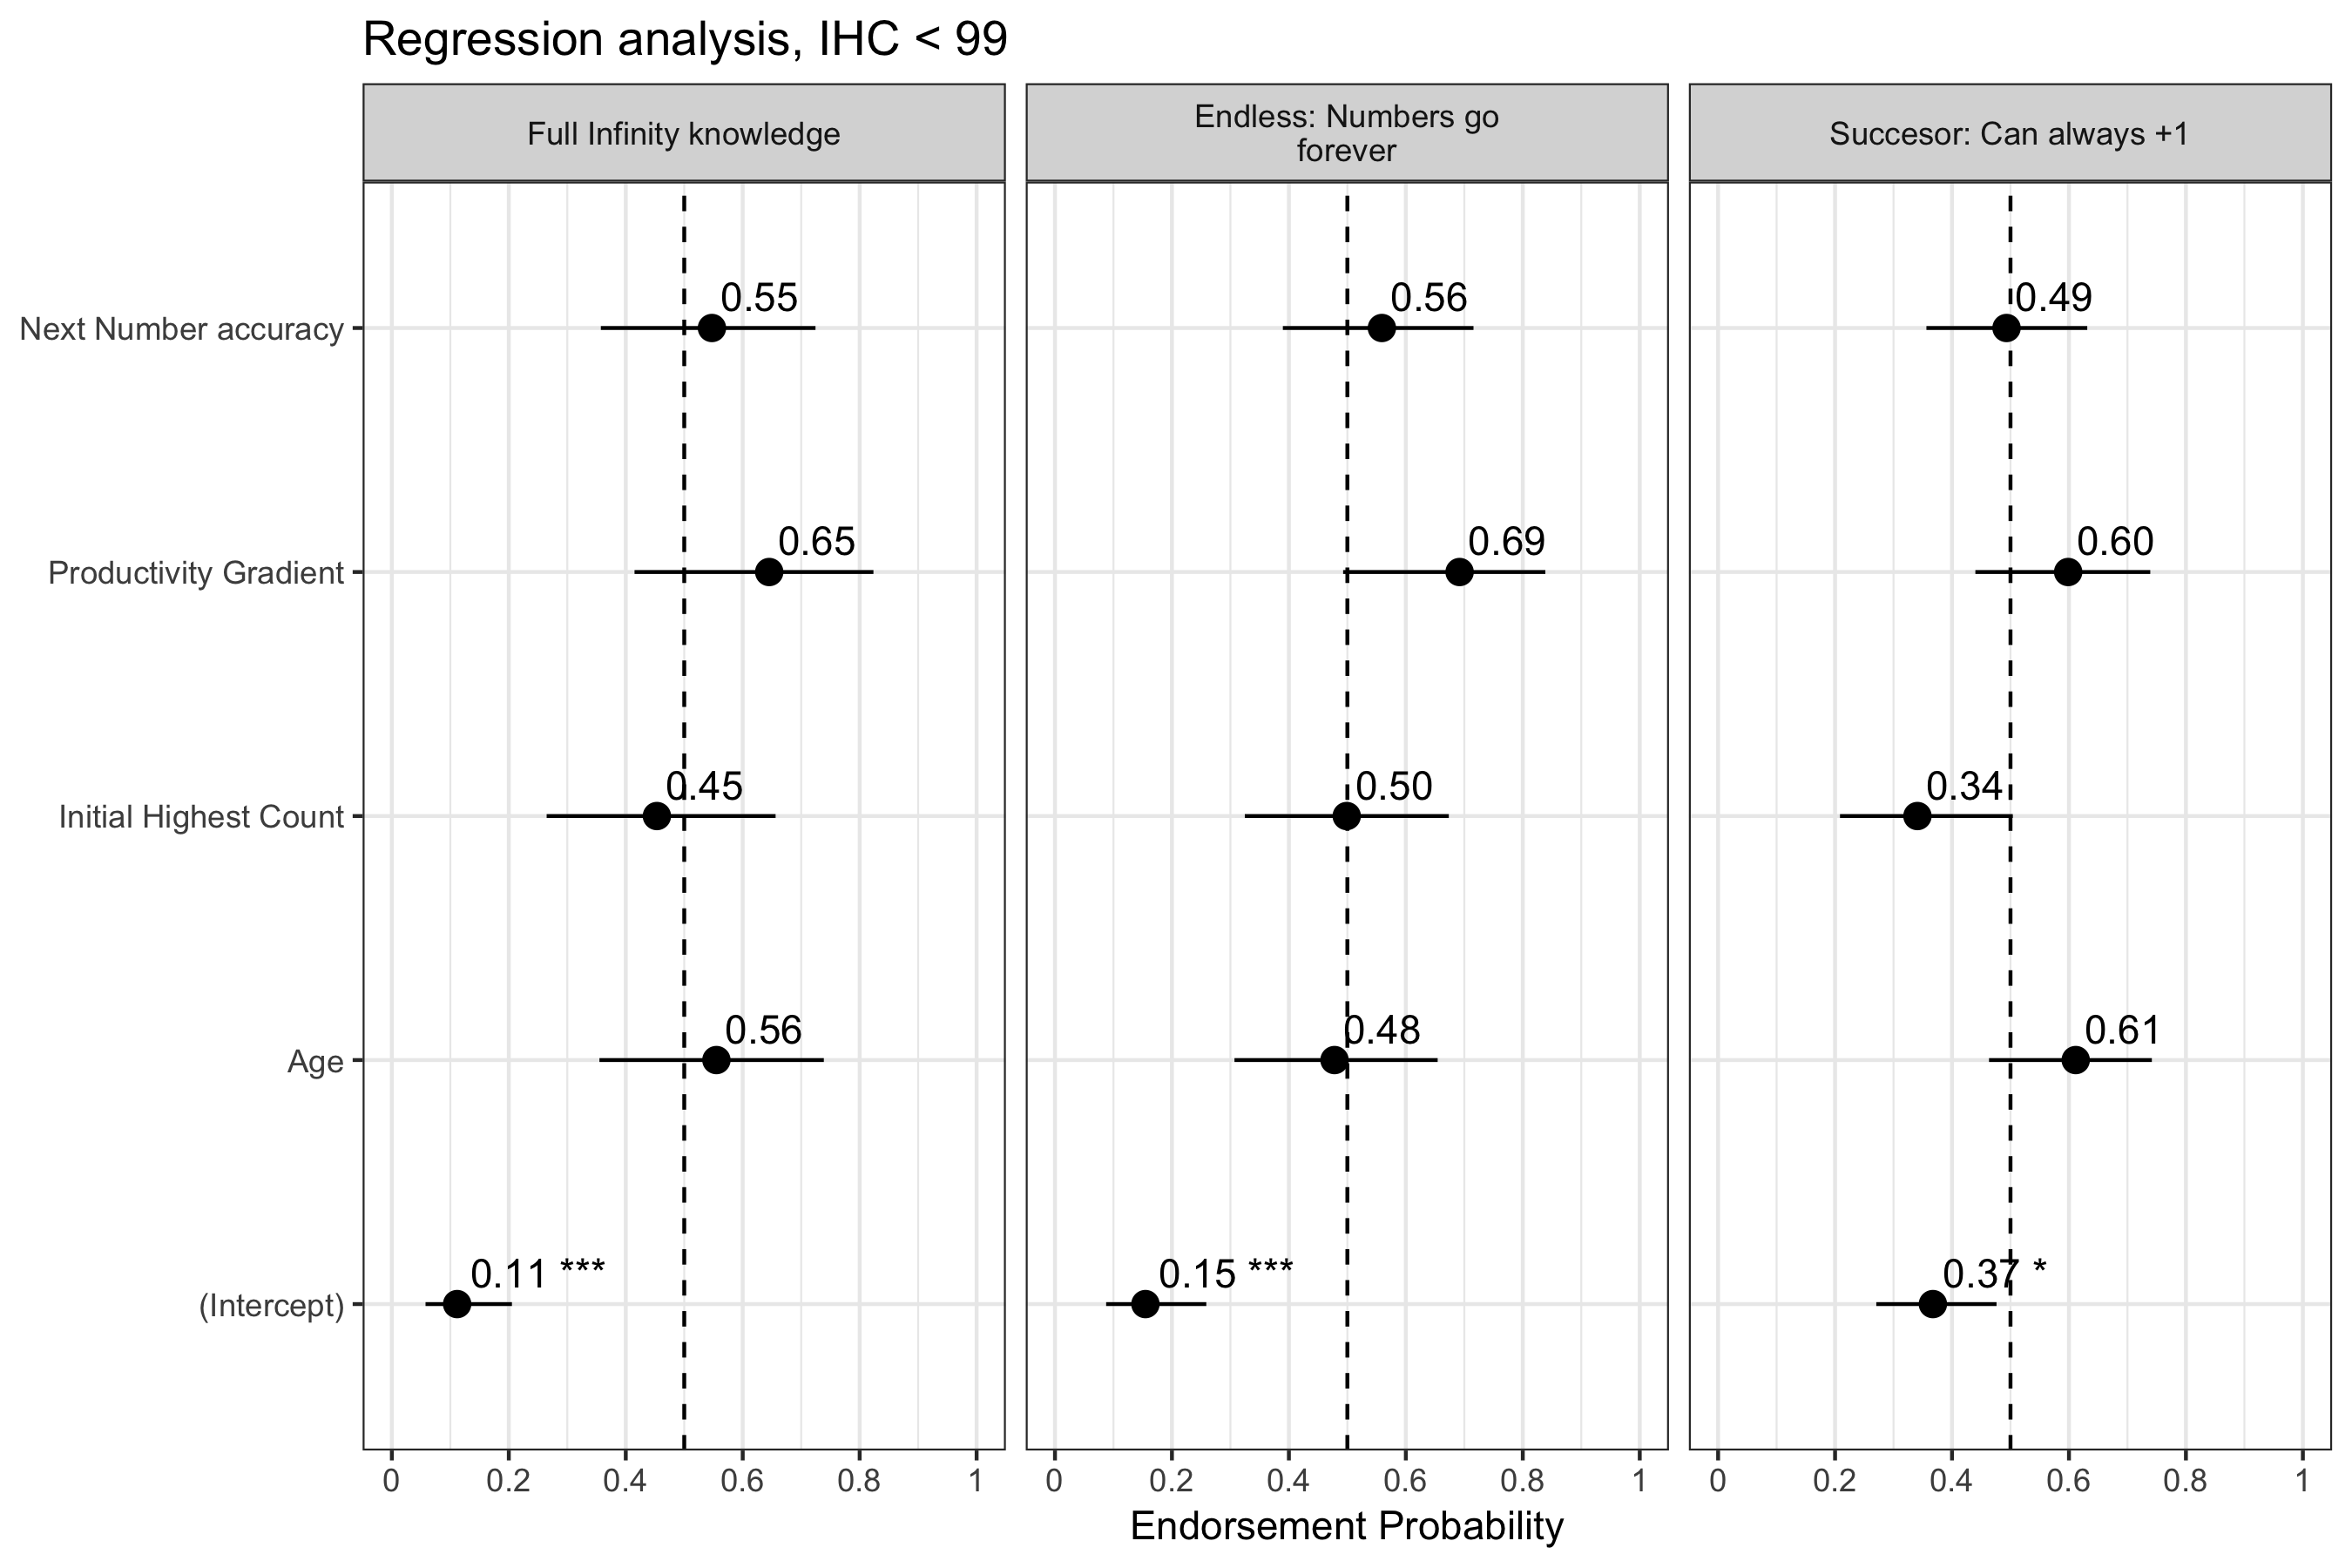 Regression analysis, IHC < 99
Full Infinity knowledge
Endless: Numbers go
forever
Succesor: Can always +1
Next Number accuracy
0.55
0.56
0.49
Productivity Gradient
0.65
0.69
0.60
Initial Highest Count
0.45
0.50
0.34
Age
0.56
0.48
0.61
(Intercept)
0.11 ***
0.15 ***
0.37 *
0 0.2 0.4 0.6 0.8 1
0 0.2 0.4 0.6 0.8 1
0 0.2 0.4 0.6 0.8 1
Endorsement Probability